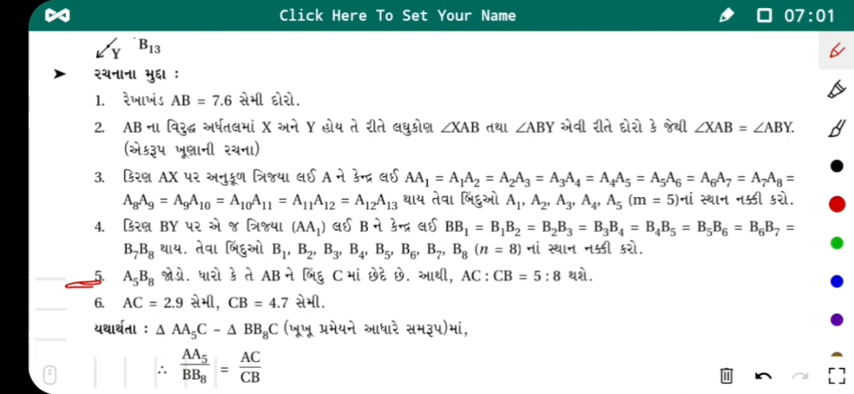 Click Here To Set Your Name
07:01
Y B₁₃
➤ રચનાના મુદ્દા :
1. રેખાખંડ AB = 7.6 સેમી દોરો.
2. AB ના વિરુદ્ધ અર્ધતલમાં X અને Y હોય તે રીતે લઘુકોણ ∠XAB તથા ∠ABY એવી રીતે દોરો કે જેથી ∠XAB = ∠ABY.
(એકરૂપ ખૂણાની રચના)
3. કિરણ AX પર અનુકૂળ ત્રિજ્યા લઈ A ને કેન્દ્ર લઈ AA₁ = A₁A₂ = A₂A₃ = A₃A₄ = A₄A₅ = A₅A₆ = A₆A₇ = A₇A₈ =
A₈A₉ = A₉A₁₀ = A₁₀A₁₁ = A₁₁A₁₂ = A₁₂A₁₃ થાય તેવા બિંદુઓ A₁, A₂, A₃, A₄, A₅ (m = 5)નાં સ્થાન નક્કી કરો.
4. કિરણ BY પર એ જ ત્રિજ્યા (AA₁) લઈ B ને કેન્દ્ર લઈ BB₁ = B₁B₂ = B₂B₃ = B₃B₄ = B₄B₅ = B₅B₆ = B₆B₇ =
B₇B₈ થાય. તેવા બિંદુઓ B₁, B₂, B₃, B₄, B₅, B₆, B₇, B₈ (n = 8) નાં સ્થાન નક્કી કરો.
5. A₅B₈ જોડો. ધારો કે તે AB ને બિંદુ C માં છેદે છે. આથી, AC : CB = 5 : 8 થશે.
6. AC = 2.9 સેમી, CB = 4.7 સેમી.
યથાર્થતા : Δ AA₅C ~ Δ BB₈C (ખૂખૂ પ્રમેયને આધારે સમરૂપ)માં,
∴ AA₅/BB₈ = AC/CB